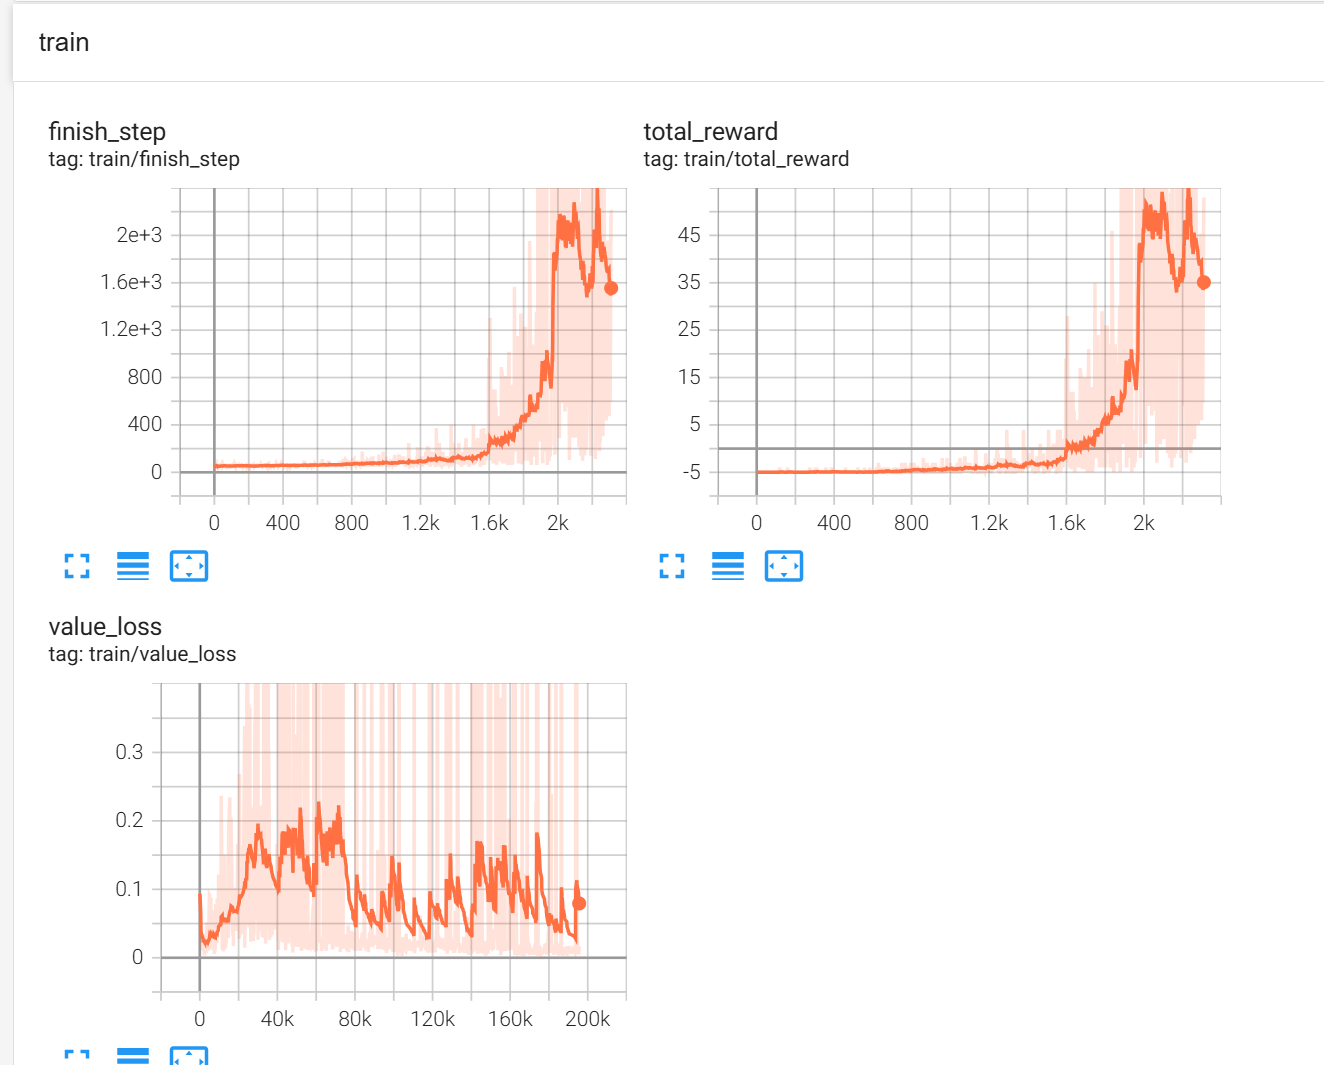 train
finish_step
tag: train/finish_step
2e+3
1.6e+3
1.2e+3
800
400
0
0 400 800 1.2k 1.6k 2k
total_reward
tag: train/total_reward
45
35
25
15
5
-5
0 400 800 1.2k 1.6k 2k
value_loss
tag: train/value_loss
0.3
0.2
0.1
0
0 40k 80k 120k 160k 200k